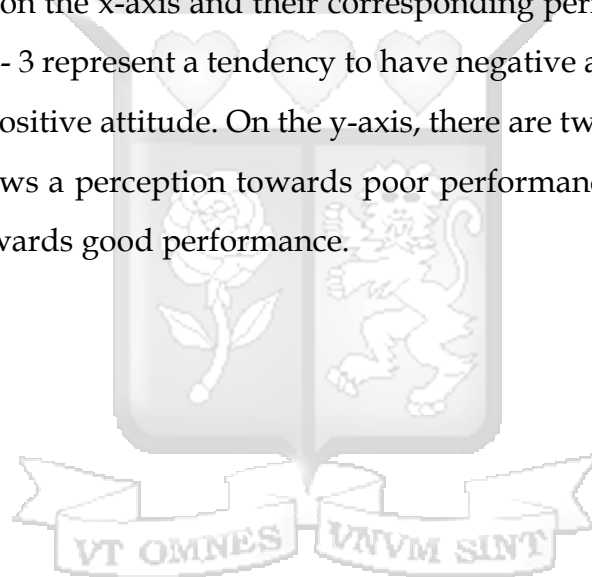 on the x-axis and their corresponding per
- 3 represent a tendency to have negative a
ositive attitude. On the y-axis, there are tw
ws a perception towards poor performanc
wards good performance.
VT OMNES VNVM SINT